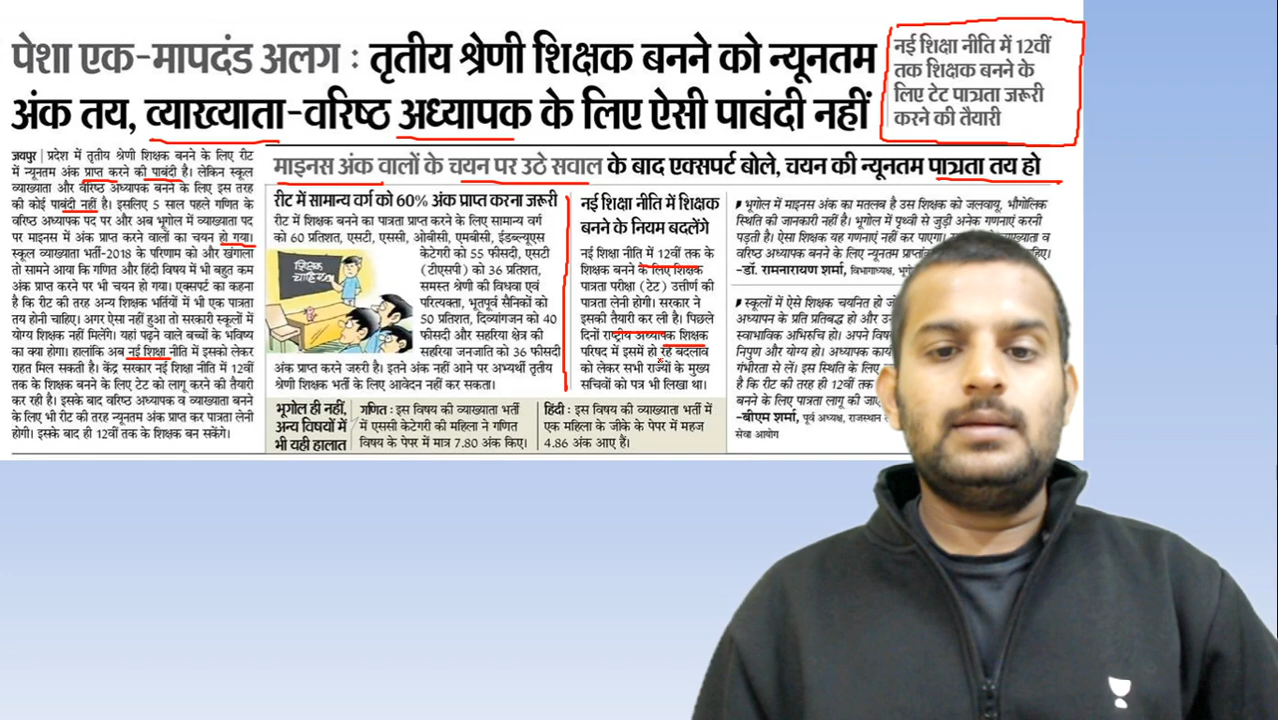 पेशा एक-मापदंड अलग : तृतीय श्रेणी शिक्षक बनने को न्यूनतम
अंक तय, व्याख्याता-वरिष्ठ अध्यापक के लिए ऐसी पाबंदी नहीं
नई शिक्षा नीति में 12वीं
तक शिक्षक बनने के
लिए टेट पात्रता जरूरी
करने की तैयारी
माइनस अंक वालों के चयन पर उठे सवाल के बाद एक्सपर्ट बोले, चयन की न्यूनतम पात्रता तय हो
जयपुर | प्रदेश में तृतीय श्रेणी शिक्षक बनने के लिए रीट
में न्यूनतम अंक प्राप्त करने की पाबंदी है। लेकिन स्कूल
व्याख्याता और वरिष्ठ अध्यापक बनने के लिए इस तरह
की कोई पाबंदी नहीं है। इसलिए 5 साल पहले गणित के
वरिष्ठ अध्यापक पद पर और अब भूगोल में व्याख्याता पद
पर माइनस में अंक प्राप्त करने वालों का चयन हो गया।
स्कूल व्याख्याता भर्ती-2018 के परिणाम को और खंगाला
तो सामने आया कि गणित और हिंदी विषय में भी बहुत कम
अंक प्राप्त करने पर भी चयन हो गया। एक्सपर्ट का कहना
है कि रीट की तरह अन्य शिक्षक भर्तियों में भी एक पात्रता
तय होनी चाहिए। अगर ऐसा नहीं हुआ तो सरकारी स्कूलों में
योग्य शिक्षक नहीं मिलेंगे। यहां पढ़ने वाले बच्चों के भविष्य
का क्या होगा। हालांकि अब नई शिक्षा नीति में इसको लेकर
राहत मिल सकती है। केंद्र सरकार नई शिक्षा नीति में 12वीं
तक के शिक्षक बनने के लिए टेट को लागू करने की तैयारी
कर रही है। इसके बाद वरिष्ठ अध्यापक व व्याख्याता बनने
के लिए भी रीट की तरह न्यूनतम अंक प्राप्त कर पात्रता लेनी
होगी। इसके बाद ही 12वीं तक के शिक्षक बन सकेंगे।
रीट में सामान्य वर्ग को 60% अंक प्राप्त करना जरूरी
रीट में शिक्षक बनने का पात्रता प्राप्त करने के लिए सामान्य वर्ग
को 60 प्रतिशत, एसटी, एससी, ओबीसी, एमबीसी, ईडब्ल्यूएस
केटेगरी को 55 फीसदी, एसटी
(टीएसपी) को 36 प्रतिशत,
समस्त श्रेणी की विधवा एवं
परित्यक्ता, भूतपूर्व सैनिकों को
50 प्रतिशत, दिव्यांगजन को 40
फीसदी और सहरिया क्षेत्र की
सहरिया जनजाति को 36 फीसदी
अंक प्राप्त करने जरुरी है। इतने अंक नहीं आने पर अभ्यर्थी तृतीय
श्रेणी शिक्षक भर्ती के लिए आवेदन नहीं कर सकता।
शिक्षक
चाहिये
नई शिक्षा नीति में शिक्षक
बनने के नियम बदलेंगे
नई शिक्षा नीति में 12वीं तक के
शिक्षक बनने के लिए शिक्षक
पात्रता परीक्षा (टेट) उत्तीर्ण की
पात्रता लेनी होगी। सरकार ने
इसकी तैयारी कर ली है। पिछले
दिनों राष्ट्रीय अध्यापक शिक्षक
परिषद में इसमें हो रहे बदलाव
को लेकर सभी राज्यों के मुख्य
सचिवों को पत्र भी लिखा था।
भूगोल में माइनस अंक का मतलब है उस शिक्षक को जलवायु, भौगोलिक
स्थिति की जानकारी नहीं है। भूगोल में पृथ्वी से जुड़ी अनेक गणनाएं करनी
पड़ती है। ऐसा शिक्षक यह गणनाएं नहीं कर पाएगा।
वरिष्ठ अध्यापक बनने के लिए न्यूनतम
-डॉ. रामनारायण शर्मा, विभागाध्यक्ष,
स्कूलों में ऐसे शिक्षक चयनित हो
अध्यापन के प्रति प्रतिबद्ध हो और
स्वाभाविक अभिरुचि हो। अपने
निपुण और योग्य हो। अध्यापक
गंभीरता से लें। इस स्थिति के लिए
है कि रीट की तरह ही 12वीं तक
बनने के लिए पात्रता लागू की
-बीएम शर्मा, पूर्व अध्यक्ष, राजस्थान
सेवा आयोग
भूगोल ही नहीं,
अन्य विषयों में
भी यही हालात
गणित : इस विषय की व्याख्याता भर्ती
में एससी केटेगरी की महिला ने गणित
विषय के पेपर में मात्र 7.80 अंक किए।
हिंदी : इस विषय की व्याख्याता भर्ती में
एक महिला के जीके के पेपर में महज
4.86 अंक आए हैं।